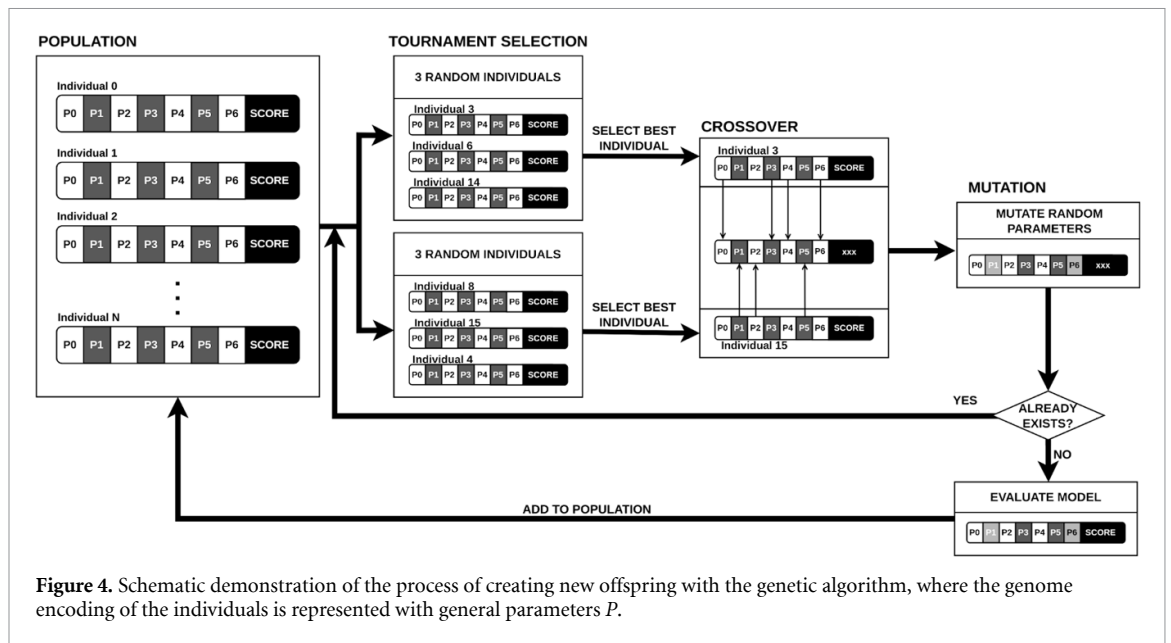 POPULATION
Individual 0
P0 P1 P2 P3 P4 P5 P6 SCORE
Individual 1
P0 P1 P2 P3 P4 P5 P6 SCORE
Individual 2
P0 P1 P2 P3 P4 P5 P6 SCORE
Individual N
P0 P1 P2 P3 P4 P5 P6 SCORE
TOURNAMENT SELECTION
3 RANDOM INDIVIDUALS
Individual 3
P0 P1 P2 P3 P4 P5 P6 SCORE
Individual 6
P0 P1 P2 P3 P4 P5 P6 SCORE
Individual 14
P0 P1 P2 P3 P4 P5 P6 SCORE
3 RANDOM INDIVIDUALS
Individual 8
P0 P1 P2 P3 P4 P5 P6 SCORE
Individual 15
P0 P1 P2 P3 P4 P5 P6 SCORE
Individual 4
P0 P1 P2 P3 P4 P5 P6 SCORE
SELECT BEST
INDIVIDUAL
SELECT BEST
INDIVIDUAL
CROSSOVER
Individual 3
P0 P1 P2 P3 P4 P5 P6 SCORE
P0 P1 P2 P3 P4 P5 P6 xxx
P0 P1 P2 P3 P4 P5 P6 SCORE
Individual 15
MUTATION
MUTATE RANDOM
PARAMETERS
P0 P1 P2 P3 P4 P5 P6 xxx
ALREADY
EXISTS?
YES
NO
EVALUATE MODEL
P0 P1 P2 P3 P4 P5 P6 SCORE
ADD TO POPULATION
Figure 4. Schematic demonstration of the process of creating new offspring with the genetic algorithm, where the genome
encoding of the individuals is represented with general parameters P.